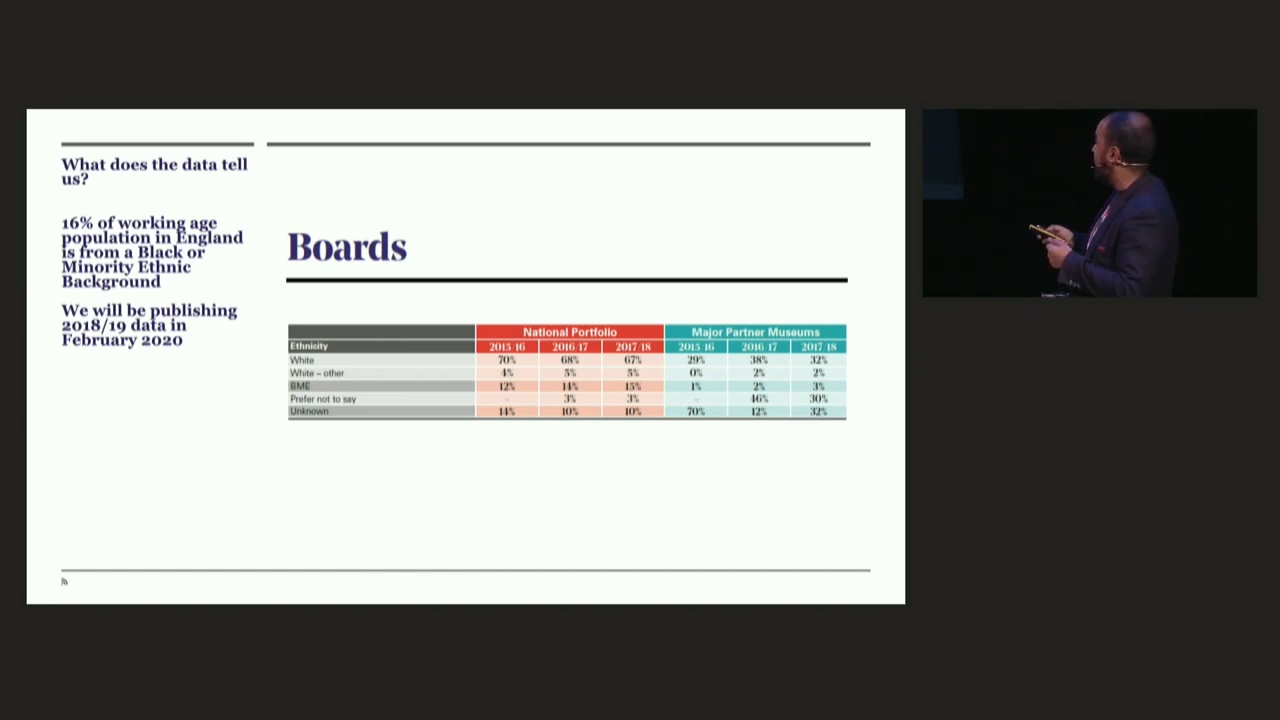 What does the data tell
us?
16% of working age
population in England
is from a Black or
Minority Ethnic
Background
We will be publishing
2018/19 data in
February 2020
Boards
National Portfolio Major Partner Museums
Ethnicity 2015/16 2016/17 2017/18 2015/16 2016/17 2017/18
White 70% 68% 67% 29% 38% 32%
White – other 4% 5% 5% 0% 2% 2%
BME 12% 14% 15% 1% 2% 3%
Prefer not to say - 3% 3% - 46% 30%
Unknown 14% 10% 10% 70% 12% 32%